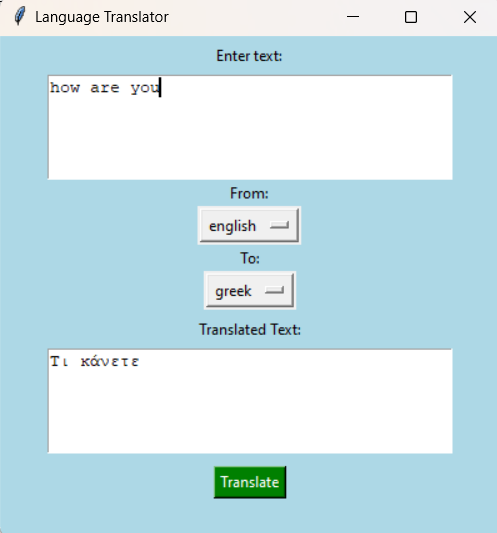 Language Translator
Enter text:
how are you
From:
english
To:
greek
Translated Text:
Τι κάνετε
Translate